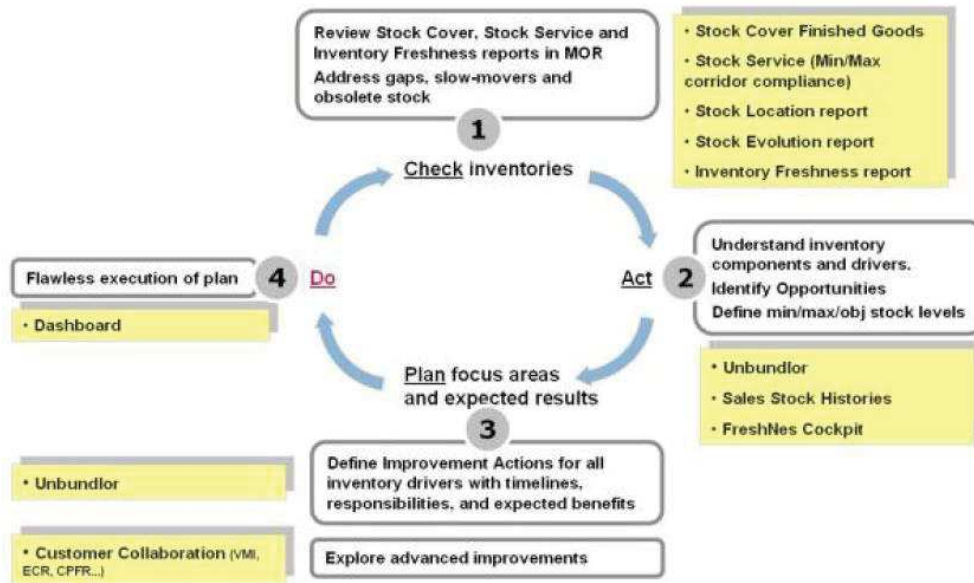 Review Stock Cover, Stock Service and
Inventory Freshness reports in MOR
Address gaps, slow-movers and
obsolete stock
1
Check inventories
• Stock Cover Finished Goods
• Stock Service (Min/Max
corridor compliance)
• Stock Location report
• Stock Evolution report
• Inventory Freshness report
Act
2
Understand inventory
components and drivers.
Identify Opportunities
Define min/max/obj stock levels
• Unbundlor
• Sales Stock Histories
• FreshNes Cockpit
Plan focus areas
and expected results
3
Define Improvement Actions for all
inventory drivers with timelines,
responsibilities, and expected benefits
Explore advanced improvements
• Unbundlor
• Customer Collaboration (VMI,
ECR, CPFR...)
Flawless execution of plan
4
Do
• Dashboard